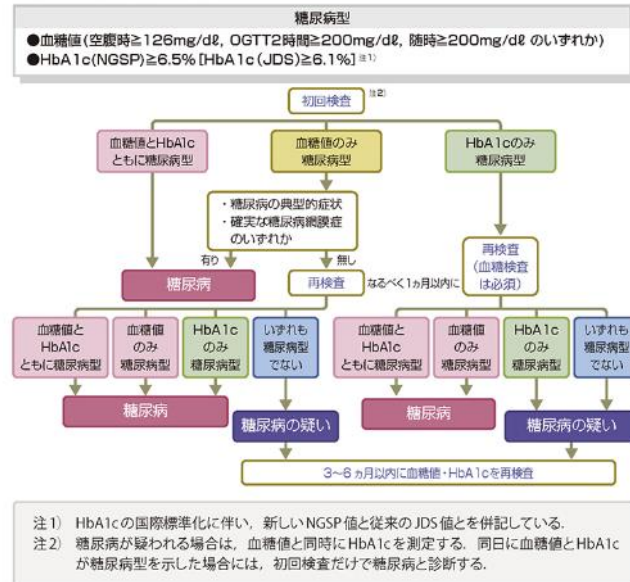 糖尿病型
●血糖値(空腹時≧126mg/dℓ, OGTT2時間≧200mg/dℓ, 随時≧200mg/dℓ のいずれか)
●HbA1c(NGSP)≧6.5%[HbA1c(JDS)≧6.1%]注1)
初回検査 注2)
血糖値とHbA1c
ともに糖尿病型
血糖値のみ
糖尿病型
HbA1cのみ
糖尿病型
・糖尿病の典型的症状
・確実な糖尿病網膜症
のいずれか
有り
無し
糖尿病
再検査
なるべく1ヵ月以内に
再検査
(血糖検査
は必須)
血糖値と
HbA1c
ともに糖尿病型
血糖値
のみ
糖尿病型
HbA1c
のみ
糖尿病型
いずれも
糖尿病型
でない
血糖値と
HbA1c
ともに糖尿病型
血糖値
のみ
糖尿病型
HbA1c
のみ
糖尿病型
いずれも
糖尿病型
でない
糖尿病
糖尿病の疑い
糖尿病
糖尿病の疑い
3〜6ヵ月以内に血糖値・HbA1cを再検査
注1) HbA1cの国際標準化に伴い,新しいNGSP値と従来のJDS値とを併記している.
注2) 糖尿病が疑われる場合は,血糖値と同時にHbA1cを測定する.同日に血糖値とHbA1c
が糖尿病型を示した場合には,初回検査だけで糖尿病と診断する.